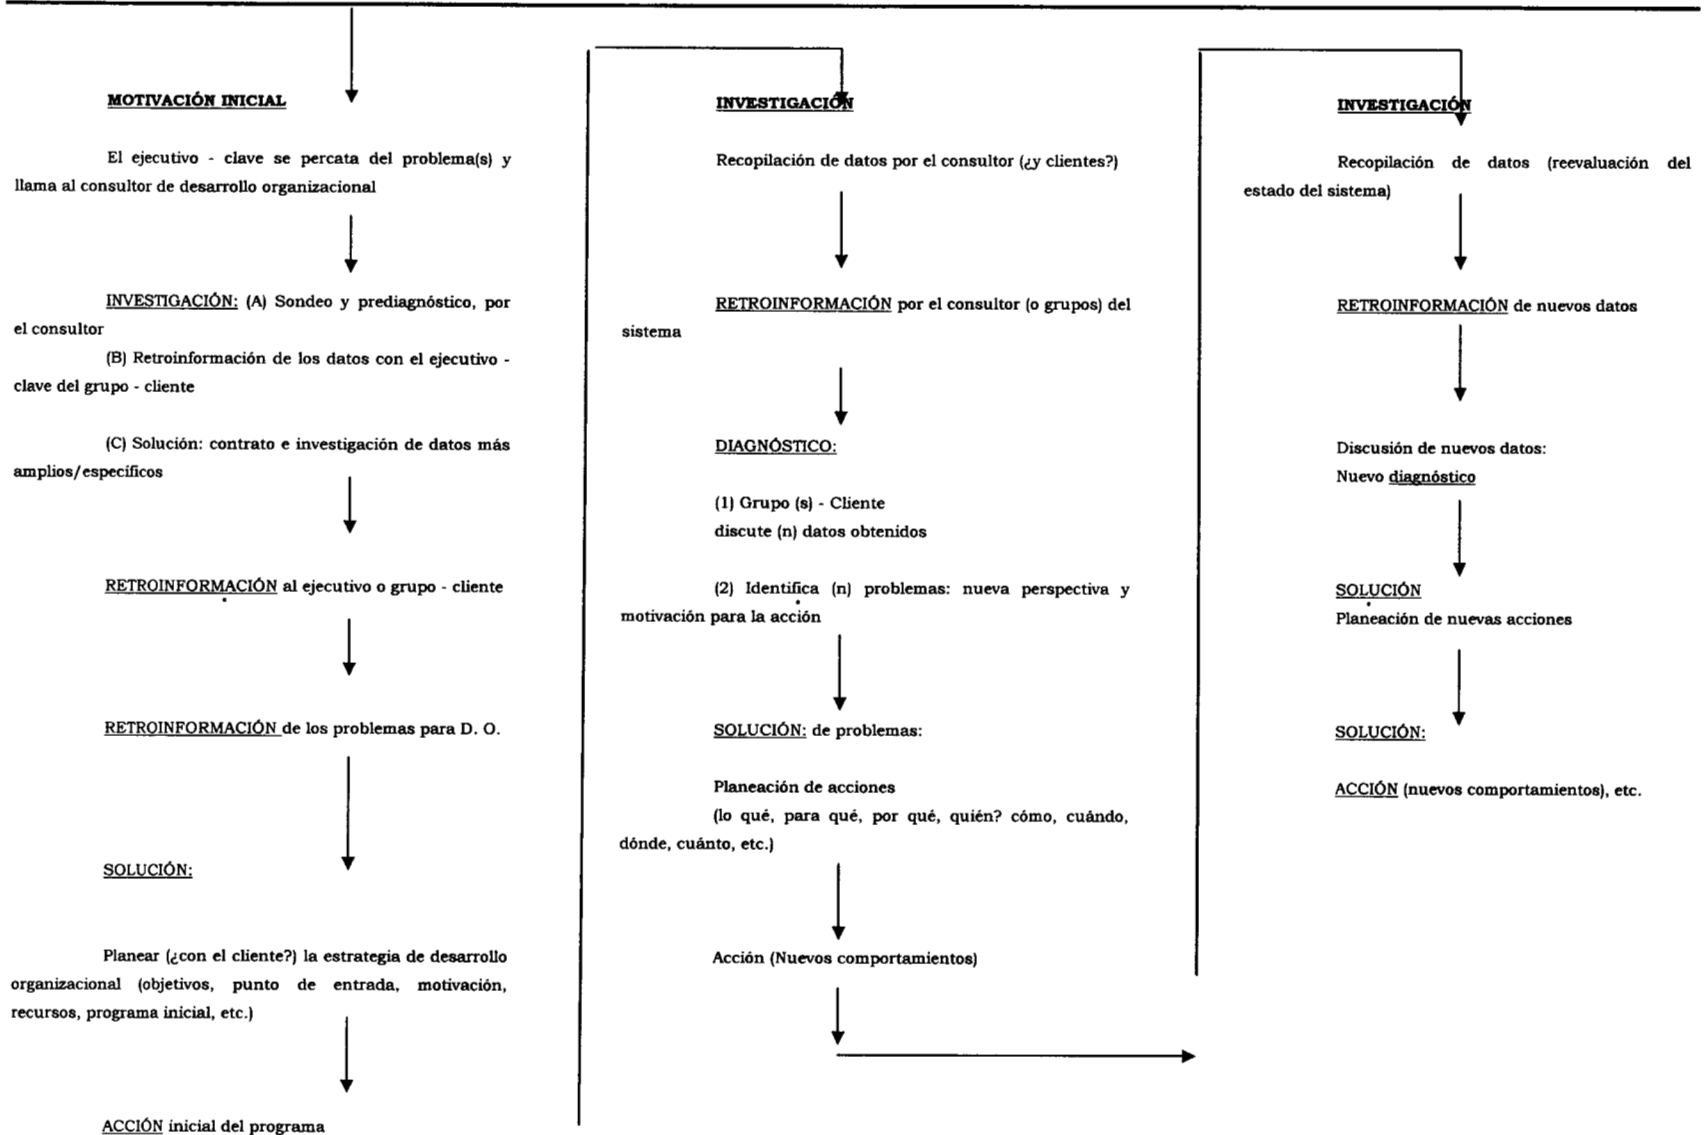 MOTIVACIÓN INICIAL
El ejecutivo - clave se percata del problema(s) y
llama al consultor de desarrollo organizacional
INVESTIGACIÓN: (A) Sondeo y prediagnóstico, por
el consultor
(B) Retroinformación de los datos con el ejecutivo -
clave del grupo - cliente
(C) Solución: contrato e investigación de datos más
amplios/específicos
RETROINFORMACIÓN al ejecutivo o grupo - cliente
RETROINFORMACIÓN de los problemas para D. O.
SOLUCIÓN:
Planear (¿con el cliente?) la estrategia de desarrollo
organizacional (objetivos, punto de entrada, motivación,
recursos, programa inicial, etc.)
ACCIÓN inicial del programa
INVESTIGACIÓN
Recopilación de datos por el consultor (¿y clientes?)
RETROINFORMACIÓN por el consultor (o grupos) del
sistema
DIAGNÓSTICO:
(1) Grupo (s) - Cliente
discute (n) datos obtenidos
(2) Identifica (n) problemas: nueva perspectiva y
motivación para la acción
SOLUCIÓN: de problemas:
Planeación de acciones
(lo qué, para qué, por qué, quién? cómo, cuándo,
dónde, cuánto, etc.)
Acción (Nuevos comportamientos)
INVESTIGACIÓN
Recopilación de datos (reevaluación del
estado del sistema)
RETROINFORMACIÓN de nuevos datos
Discusión de nuevos datos:
Nuevo diagnóstico
SOLUCIÓN
Planeación de nuevas acciones
SOLUCIÓN:
ACCIÓN (nuevos comportamientos), etc.